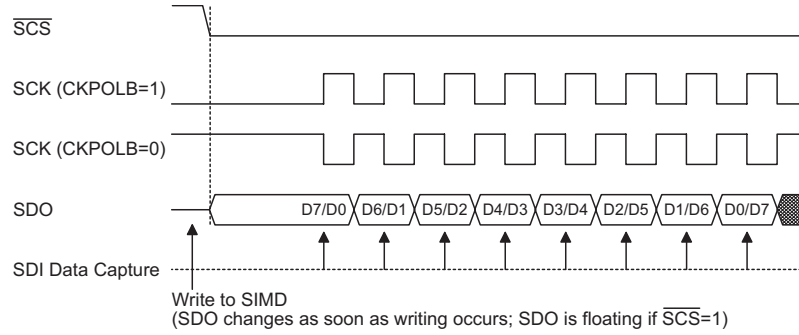 SCS
SCK (CKPOLB=1)
SCK (CKPOLB=0)
SDO D7/D0 D6/D1 D5/D2 D4/D3 D3/D4 D2/D5 D1/D6 D0/D7
SDI Data Capture
Write to SIMD
(SDO changes as soon as writing occurs; SDO is floating if SCS=1)